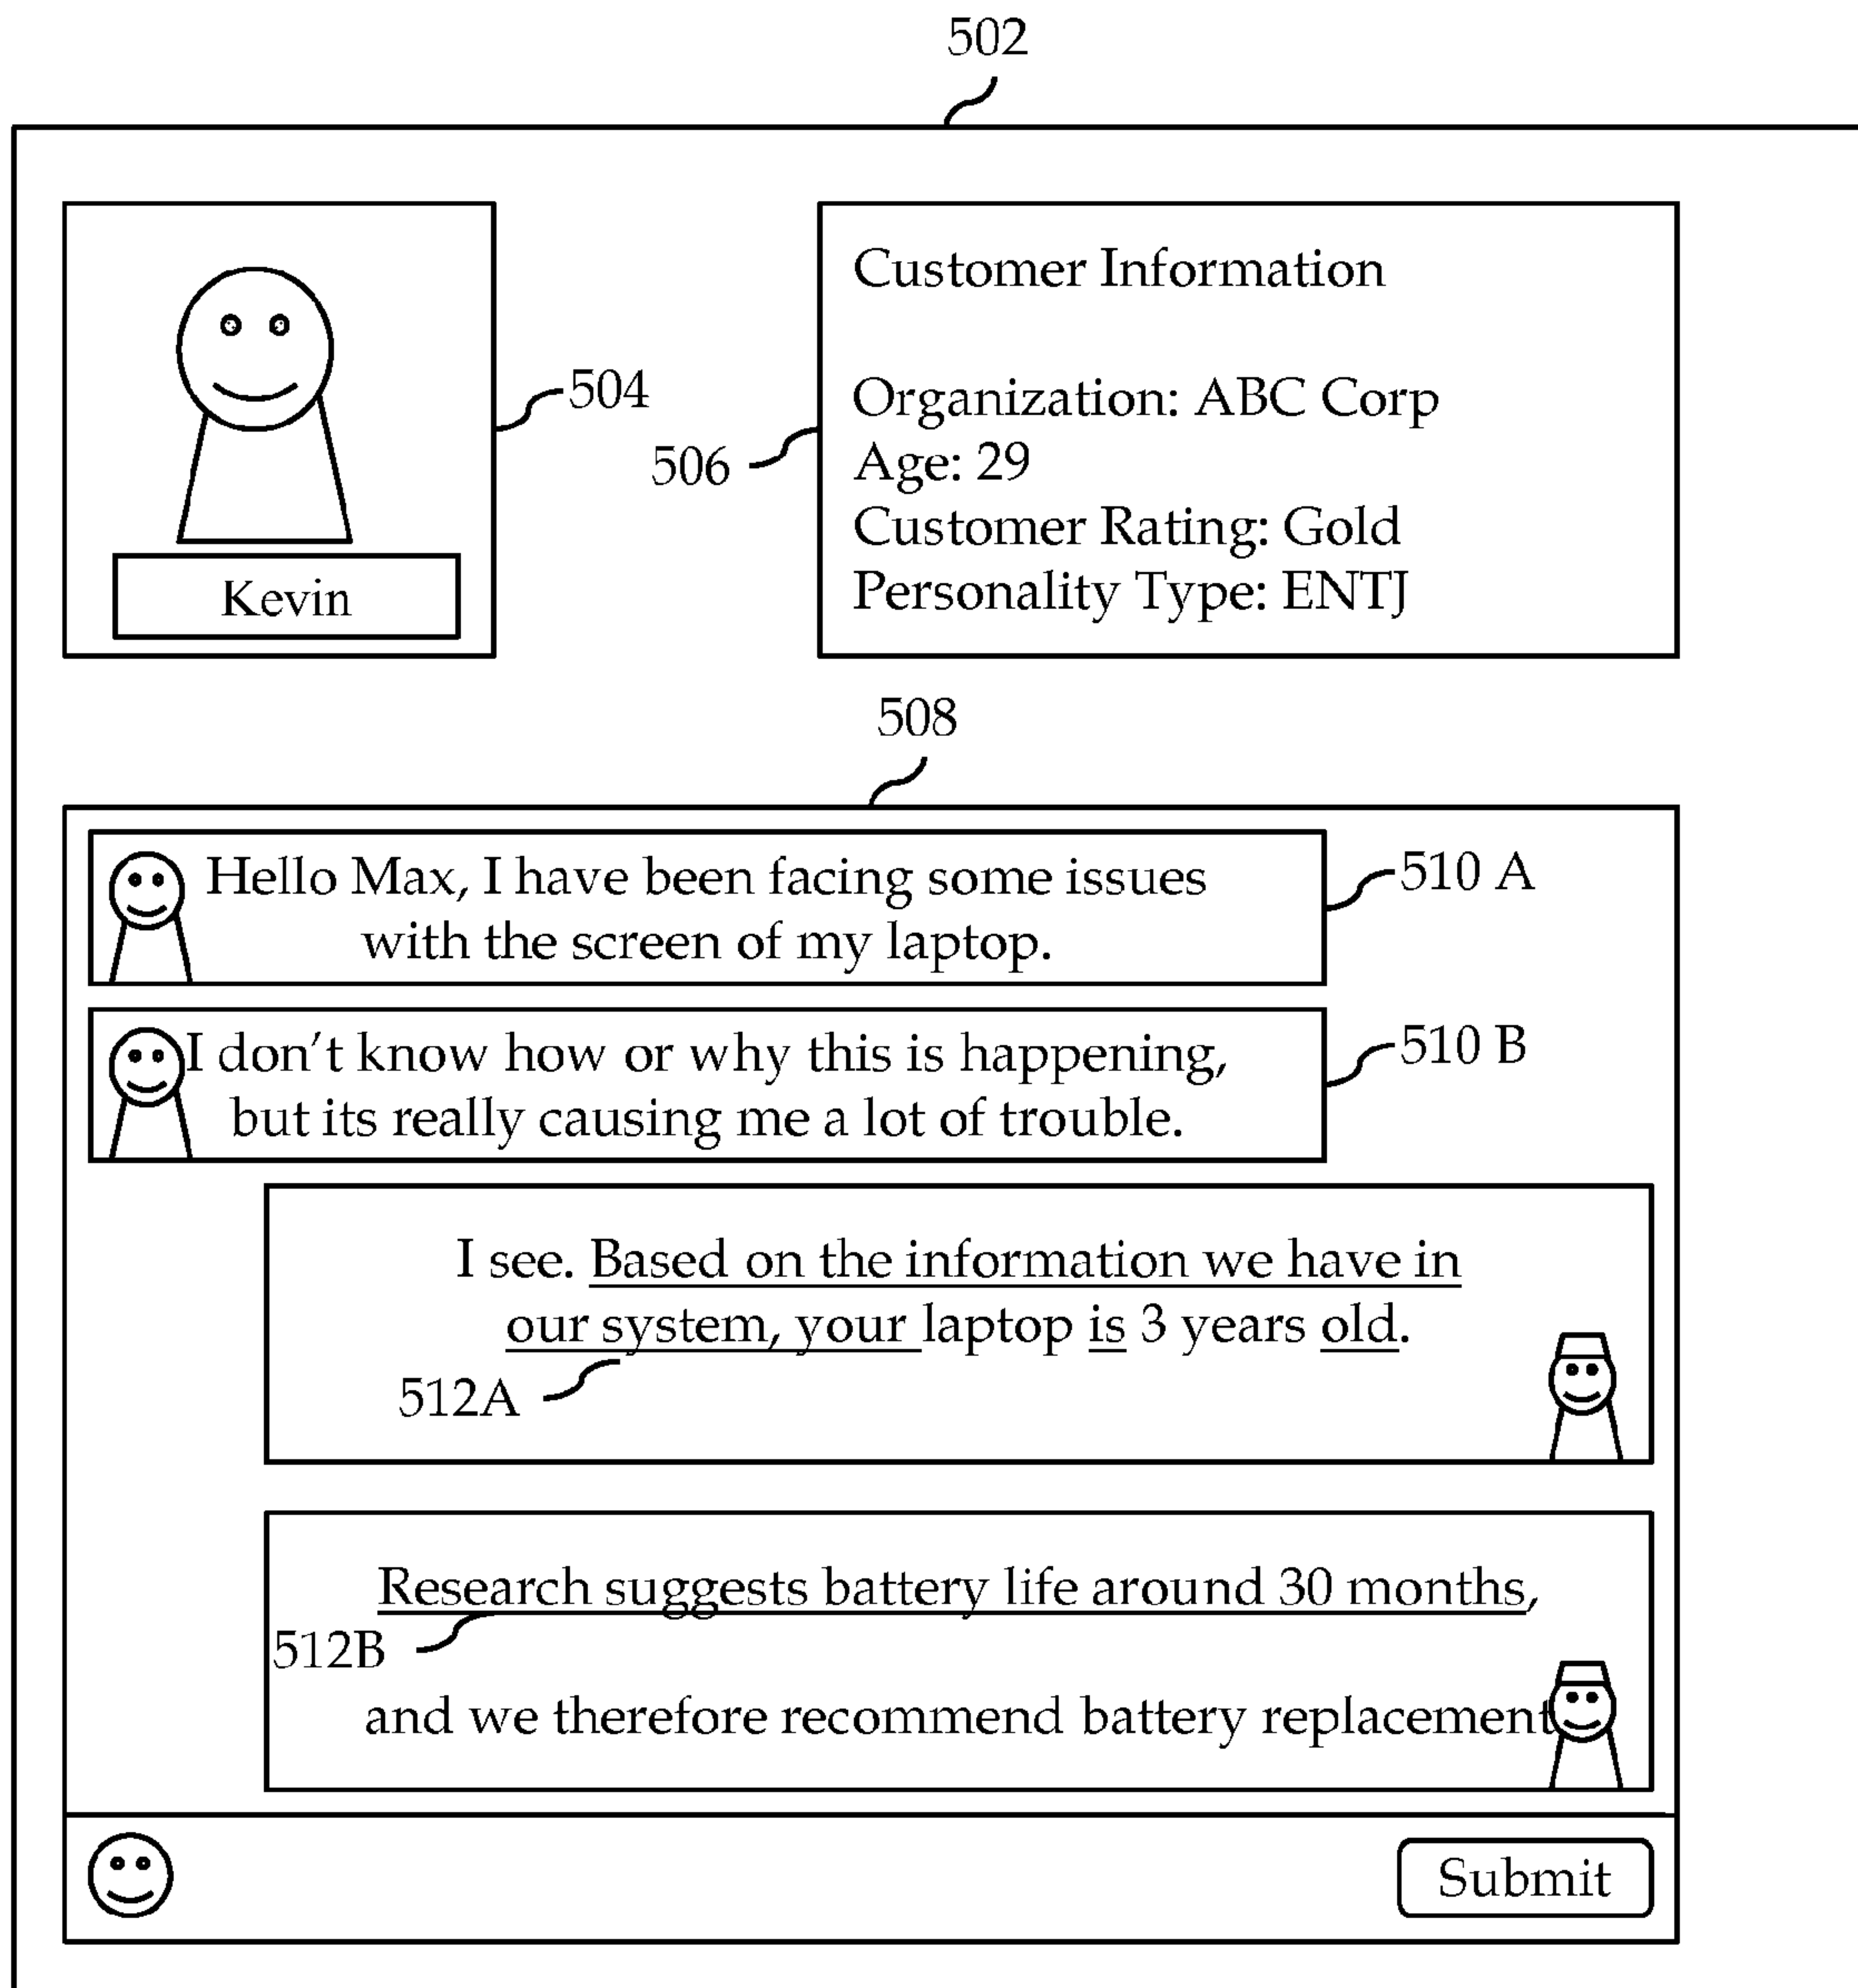 502
Kevin
504
506
Customer Information
Organization: ABC Corp
Age: 29
Customer Rating: Gold
Personality Type: ENTJ
508
Hello Max, I have been facing some issues
with the screen of my laptop.
510 A
I don't know how or why this is happening,
but its really causing me a lot of trouble.
510 B
I see. Based on the information we have in
our system, your laptop is 3 years old.
512A
Research suggests battery life around 30 months,
512B
and we therefore recommend battery replacement
Submit